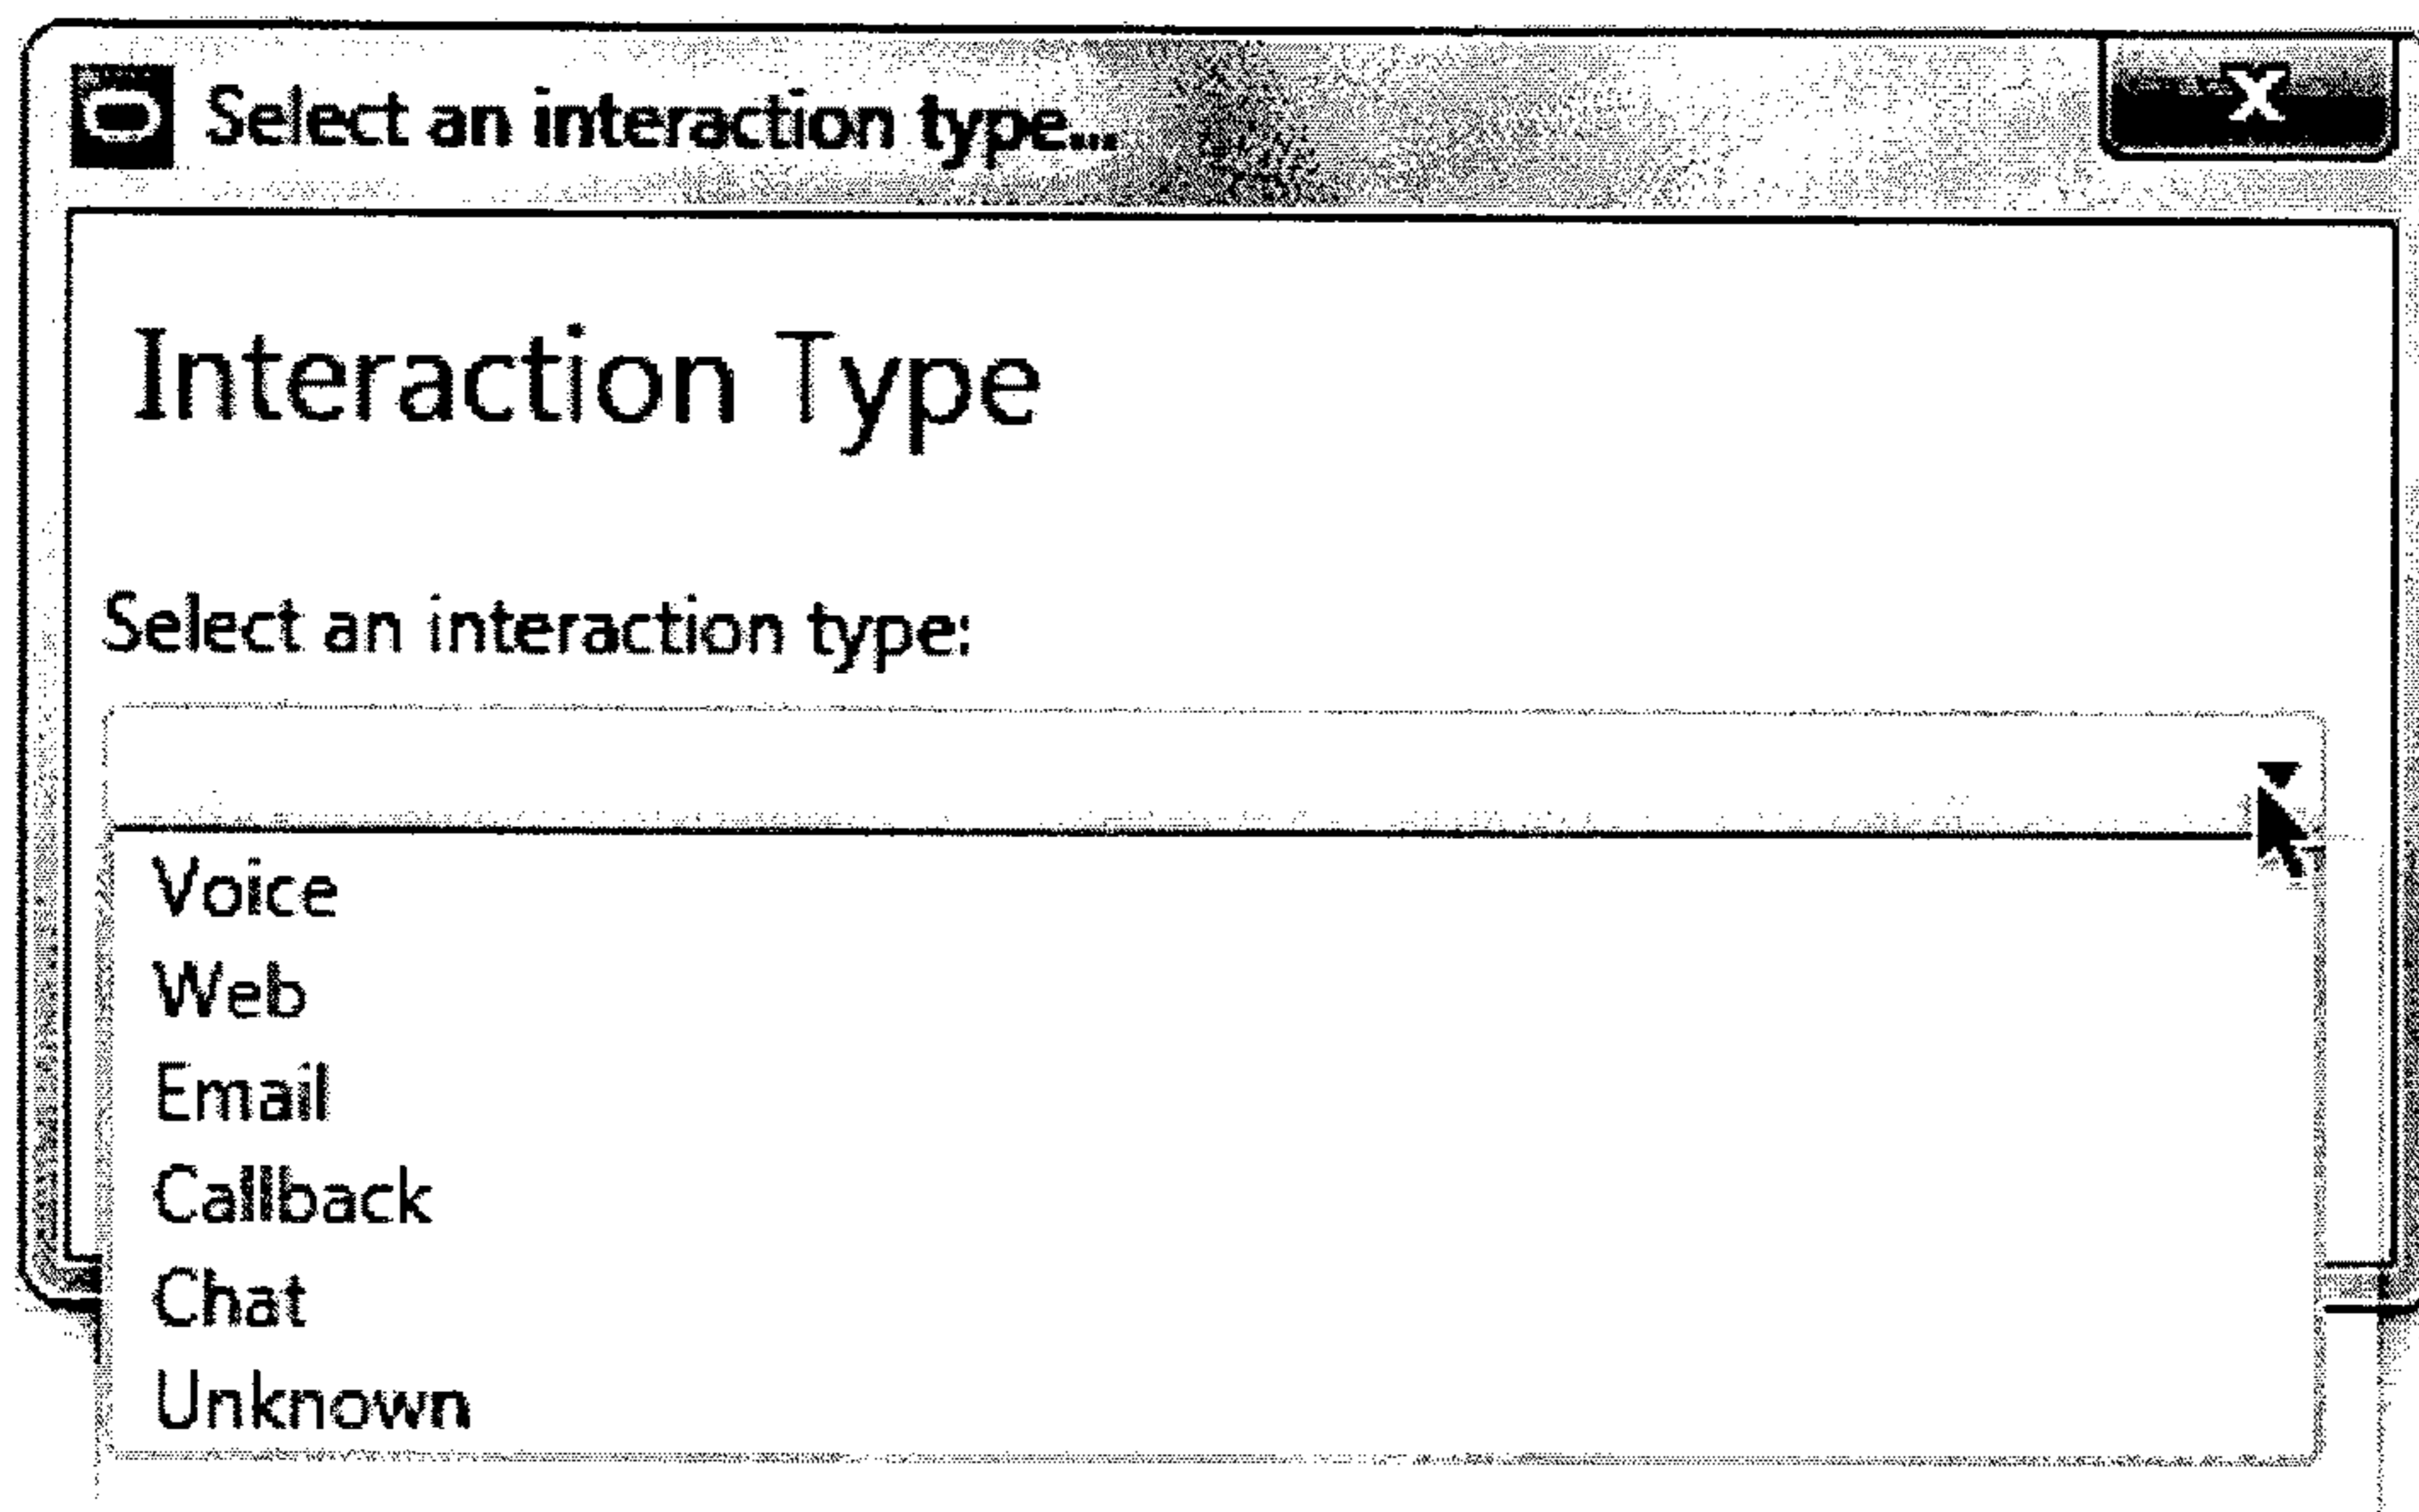 Select an interaction type...
X
Interaction Type
Select an interaction type:
Voice
Web
Email
Callback
Chat
Unknown